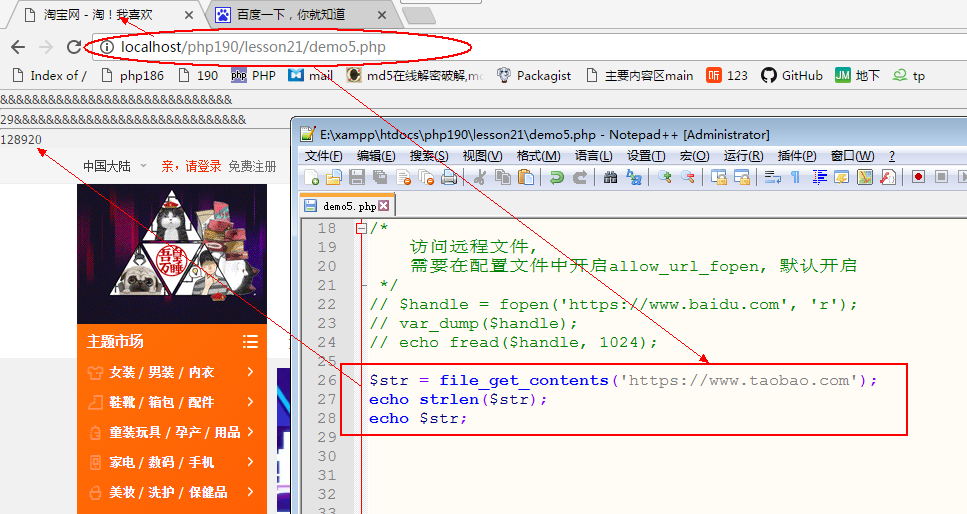 淘宝网 - 淘！我喜欢
百度一下，你就知道
localhost/php190/lesson21/demo5.php
Index of / php186 190 PHP mail md5在线解密破解,mc Packagist 主要内容区main 123 GitHub 地下 tp
&&&&&&&&&&&&&&&&&&&&&&&&&&&&&
29&&&&&&&&&&&&&&&&&&&&&&&&&&&&&
128920
中国大陆 亲，请登录 免费注册
吾皇万睡
主题市场
女装 / 男装 / 内衣
鞋靴 / 箱包 / 配件
童装玩具 / 孕产 / 用品
家电 / 数码 / 手机
美妆 / 洗护 / 保健品
E:\xampp\htdocs\php190\lesson21\demo5.php - Notepad++ [Administrator]
文件(F) 编辑(E) 搜索(S) 视图(V) 格式(M) 语言(L) 设置(T) 宏(O) 运行(R) 插件(P) 窗口(W) ?
demo5.php
18 /*
19 访问远程文件,
20 需要在配置文件中开启allow_url_fopen, 默认开启
21 */
22 // $handle = fopen('https://www.baidu.com', 'r');
23 // var_dump($handle);
24 // echo fread($handle, 1024);
25
26 $str = file_get_contents('https://www.taobao.com');
27 echo strlen($str);
28 echo $str;
29
30
31
32
33